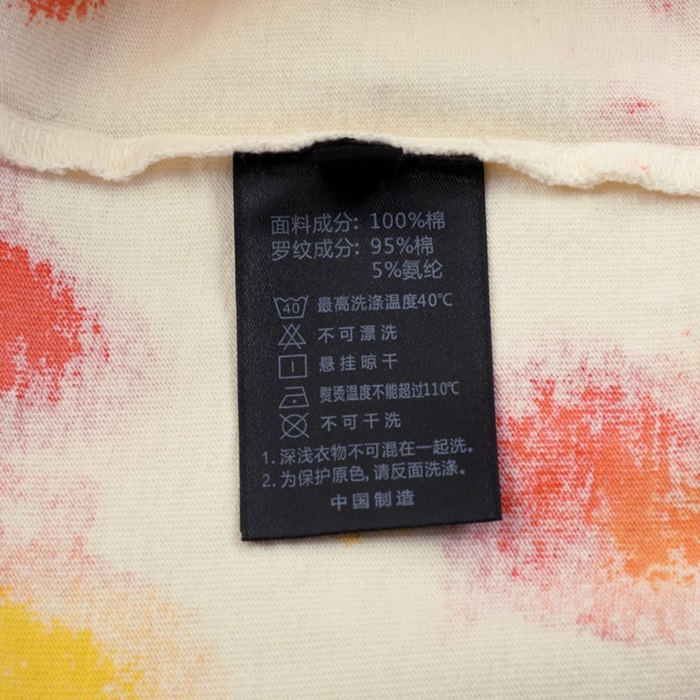 面料成分: 100%棉
罗纹成分: 95%棉
5%氨纶
40 最高洗涤温度40℃
不可漂洗
悬挂晾干
熨烫温度不能超过110℃
不可干洗
1. 深浅衣物不可混在一起洗。
2. 为保护原色, 请反面洗涤。
中国制造